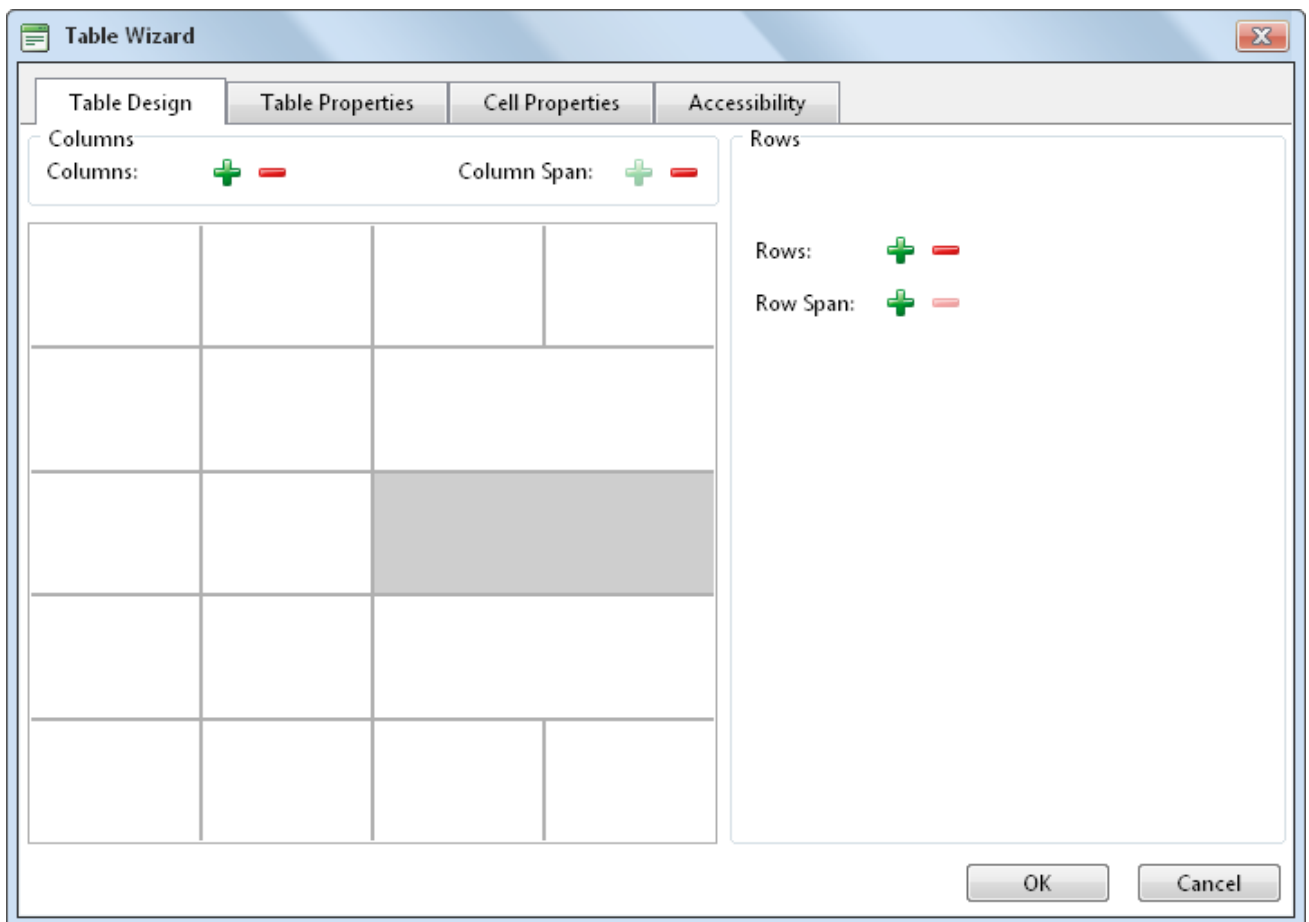 Table Wizard
Table Design Table Properties Cell Properties Accessibility
Columns
Columns: Column Span:
Rows
Rows:
Row Span:
OK Cancel